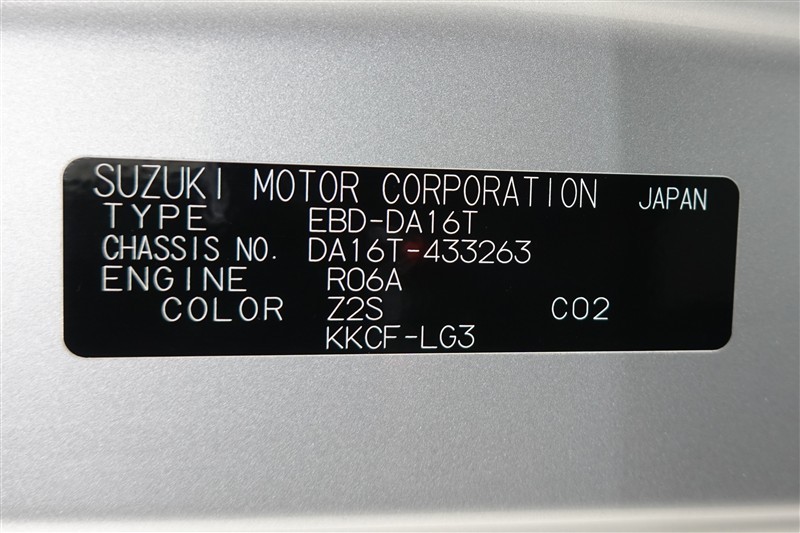 SUZUKI MOTOR CORPORATION JAPAN
TYPE EBD-DA16T
CHASSIS NO. DA16T-433263
ENGINE R06A
COLOR Z2S C02
KKCF-LG3